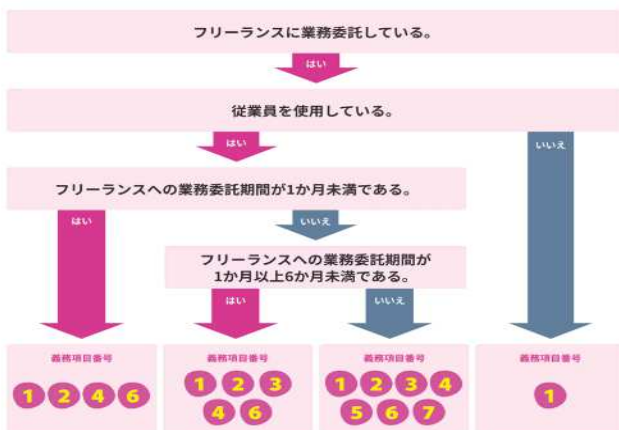 フリーランスに業務委託している。
はい
従業員を使用している。
はい
いいえ
フリーランスへの業務委託期間が1か月未満である。
はい
いいえ
フリーランスへの業務委託期間が
1か月以上6か月未満である。
はい
いいえ
義務項目番号
1 2 4 6
義務項目番号
1 2 3
4 6
義務項目番号
1 2 3 4
5 6 7
義務項目番号
1